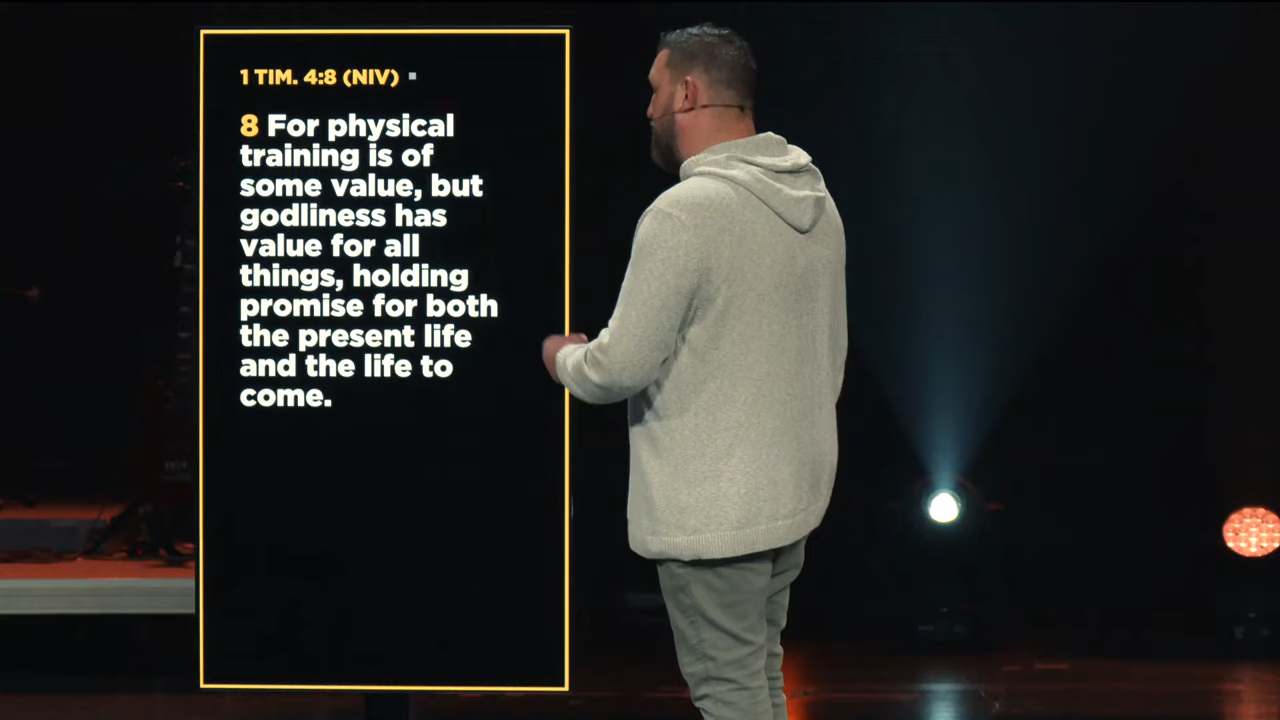 1 TIM. 4:8 (NIV)
8 For physical
training is of
some value, but
godliness has
value for all
things, holding
promise for both
the present life
and the life to
come.